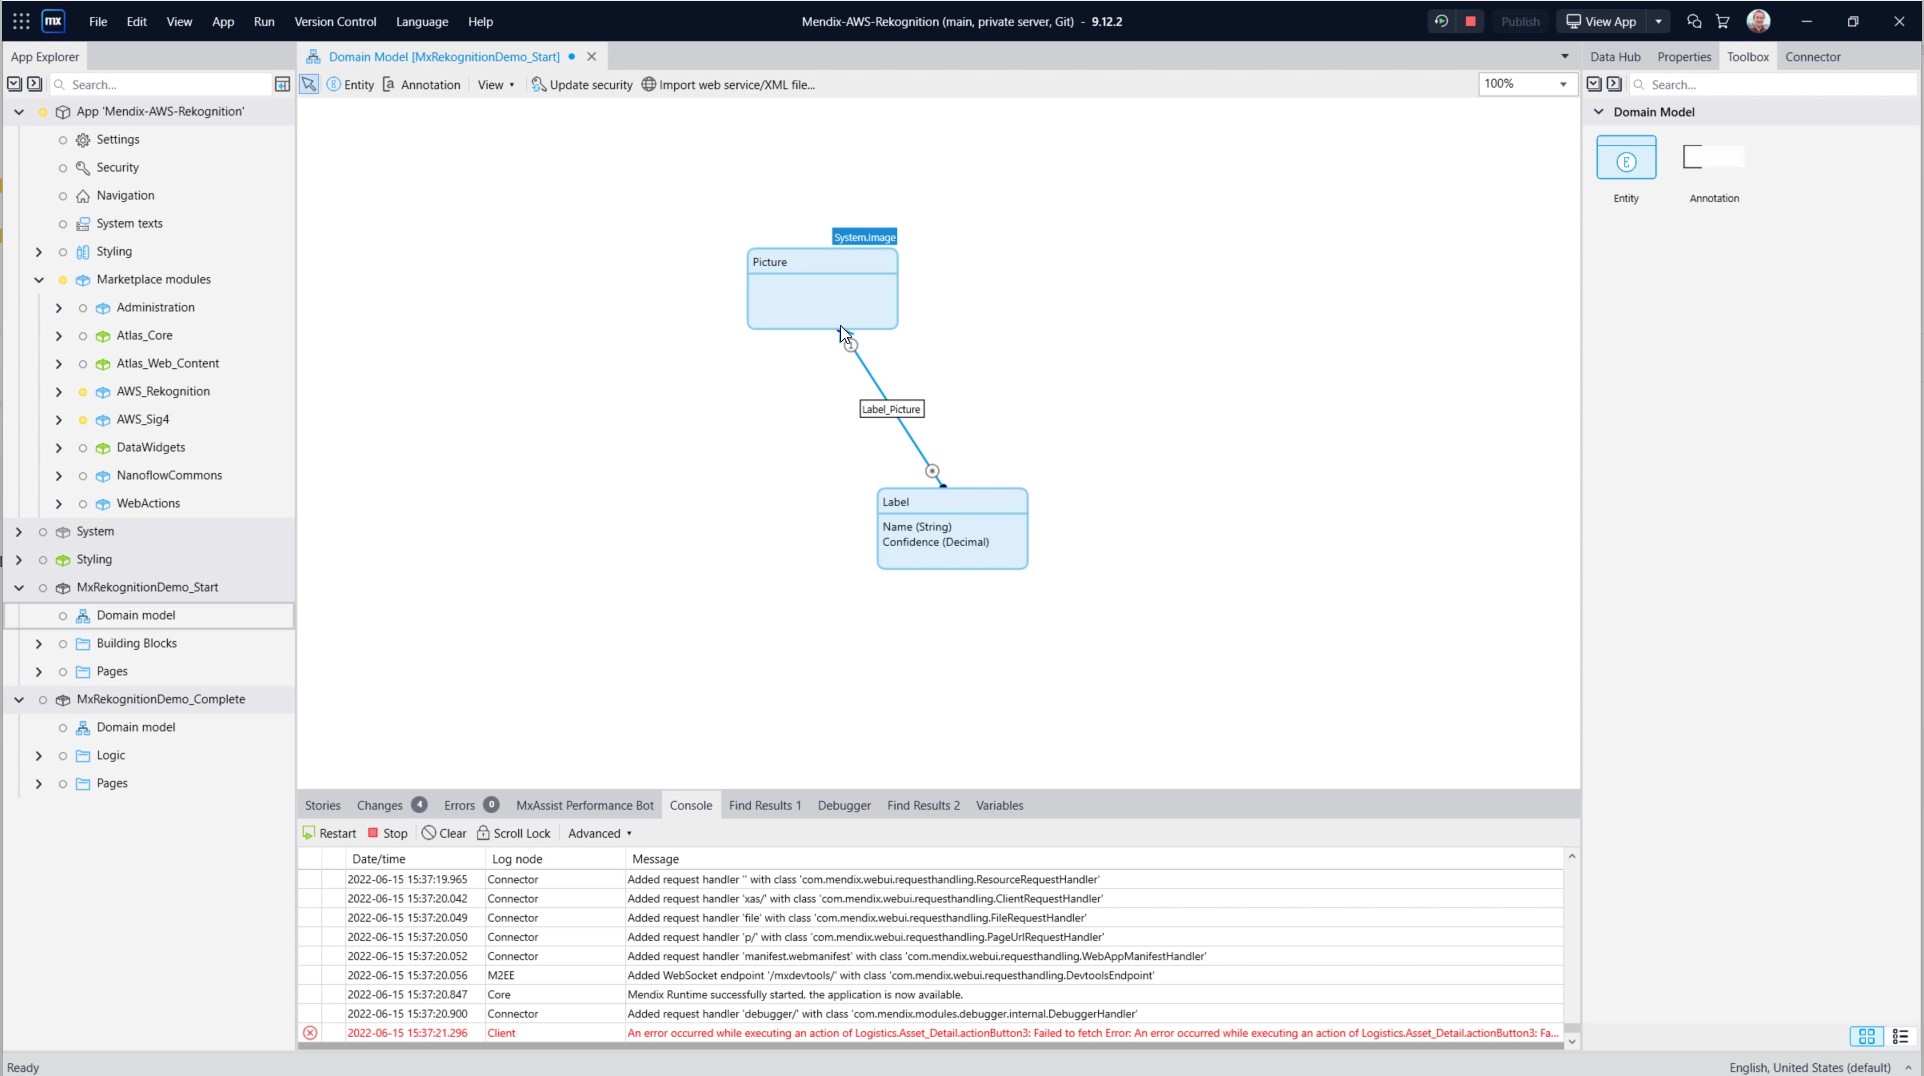 mx File Edit View App Run Version Control Language Help Mendix-AWS-Rekognition (main, private server, Git) - 9.12.2 Publish View App
App Explorer
Domain Model [MxRekognitionDemo_Start]
Data Hub Properties Toolbox Connector
Search...
Entity Annotation View Update security Import web service/XML file... 100%
Search...
App 'Mendix-AWS-Rekognition'
Settings
Security
Navigation
System texts
Styling
Marketplace modules
Administration
Atlas_Core
Atlas_Web_Content
AWS_Rekognition
AWS_Sig4
DataWidgets
NanoflowCommons
WebActions
System
Styling
MxRekognitionDemo_Start
Domain model
Building Blocks
Pages
MxRekognitionDemo_Complete
Domain model
Logic
Pages
System.Image
Picture
1
Label_Picture
*
Label
Name (String)
Confidence (Decimal)
Domain Model
E
Entity Annotation
Stories Changes 4 Errors 0 MxAssist Performance Bot Console Find Results 1 Debugger Find Results 2 Variables
Restart Stop Clear Scroll Lock Advanced
Date/time Log node Message
2022-06-15 15:37:19.965 Connector Added request handler '' with class 'com.mendix.webui.requesthandling.ResourceRequestHandler'
2022-06-15 15:37:20.042 Connector Added request handler 'xas/' with class 'com.mendix.webui.requesthandling.ClientRequestHandler'
2022-06-15 15:37:20.049 Connector Added request handler 'file' with class 'com.mendix.webui.requesthandling.FileRequestHandler'
2022-06-15 15:37:20.050 Connector Added request handler 'p/' with class 'com.mendix.webui.requesthandling.PageUrlRequestHandler'
2022-06-15 15:37:20.052 Connector Added request handler 'manifest.webmanifest' with class 'com.mendix.webui.requesthandling.WebAppManifestHandler'
2022-06-15 15:37:20.056 M2EE Added WebSocket endpoint '/mxdevtools/' with class 'com.mendix.webui.requesthandling.DevtoolsEndpoint'
2022-06-15 15:37:20.847 Core Mendix Runtime successfully started, the application is now available.
2022-06-15 15:37:20.900 Connector Added request handler 'debugger/' with class 'com.mendix.modules.debugger.internal.DebuggerHandler'
2022-06-15 15:37:21.296 Client An error occurred while executing an action of Logistics.Asset_Detail.actionButton3: Failed to fetch Error: An error occurred while executing an action of Logistics.Asset_Detail.actionButton3: Fa...
Ready English, United States (default)